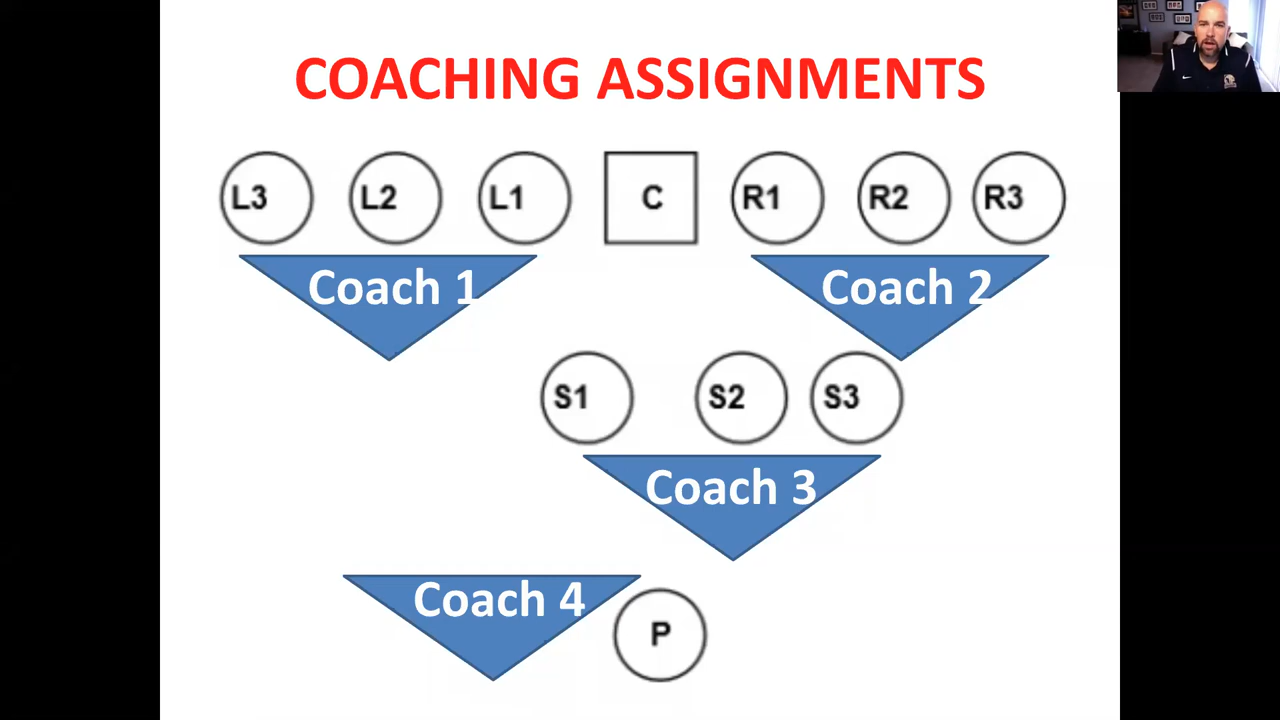 COACHING ASSIGNMENTS
L3 L2 L1 C R1 R2 R3
Coach 1 Coach 2
S1 S2 S3
Coach 3
Coach 4
P